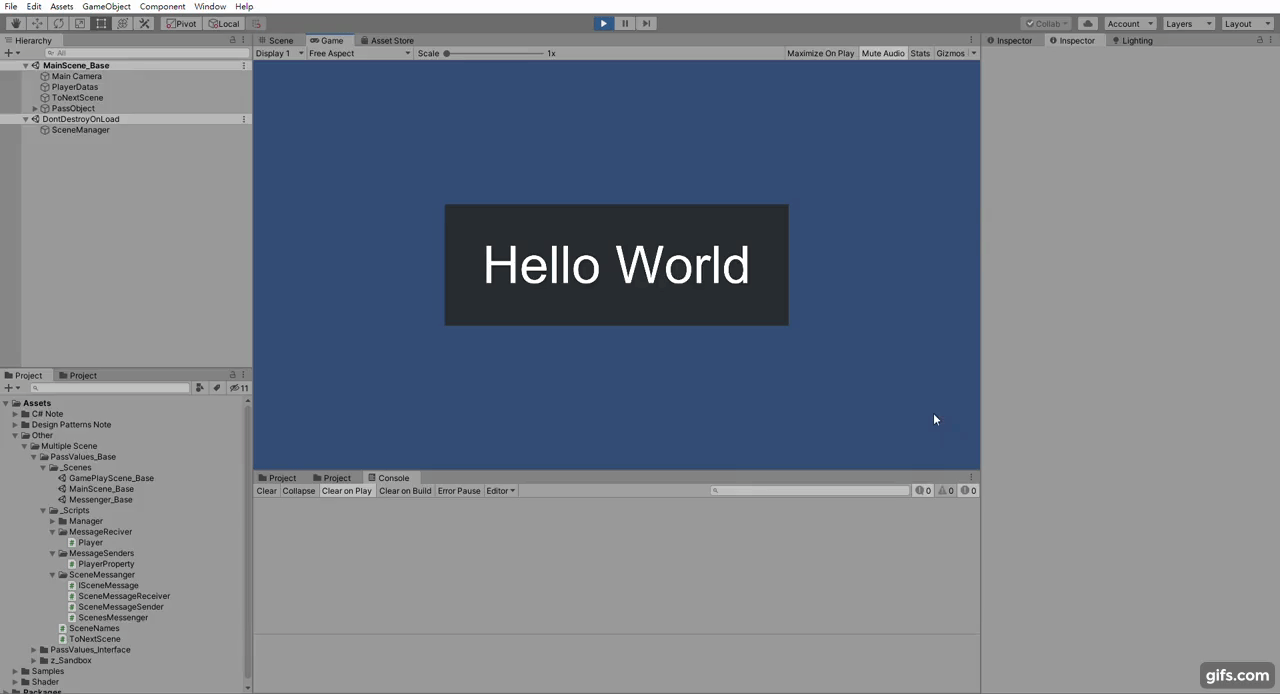 File Edit Assets GameObject Component Window Help
Pivot Local Collab Account Layers Layout
Hierarchy Scene Game Asset Store Inspector Inspector Lighting
All Display 1 Free Aspect Scale 1x Maximize On Play Mute Audio Stats Gizmos
MainScene_Base
Main Camera
PlayerDatas
ToNextScene
PassObject
DontDestroyOnLoad
SceneManager
Hello World
Project Project
11
Assets
C# Note
Design Patterns Note
Other
Multiple Scene
PassValues_Base
_Scenes
GamePlayScene_Base
MainScene_Base
Messenger_Base
_Scripts
Manager
MessageReciver
Player
MessageSenders
PlayerProperty
SceneMessanger
ISceneMessage
SceneMessageReceiver
SceneMessageSender
ScenesMessenger
SceneNames
ToNextScene
PassValues_Interface
z_Sandbox
Samples
Shader
Packages
Project Project Console
Clear Collapse Clear on Play Clear on Build Error Pause Editor 0 0 0
gifs.com